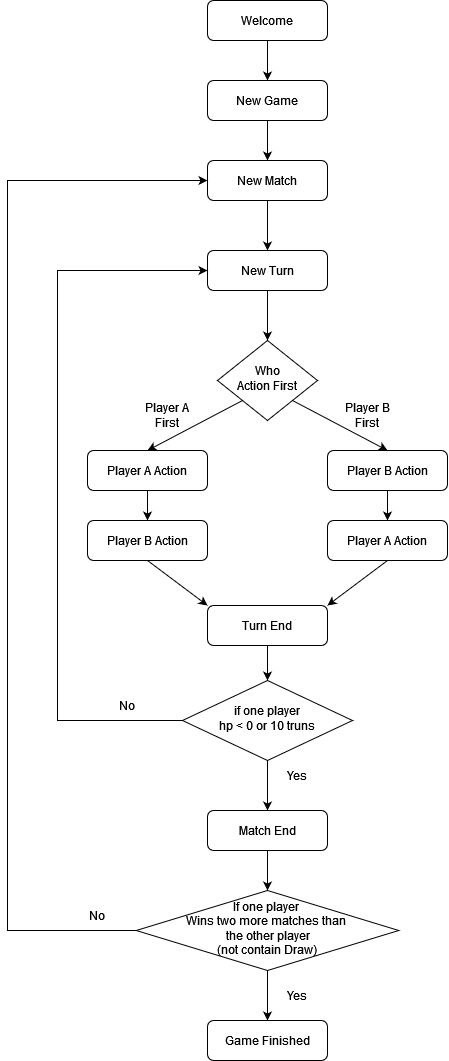 Welcome
New Game
New Match
New Turn
Who
Action First
Player A
First
Player B
First
Player A Action
Player B Action
Player B Action
Player A Action
Turn End
if one player
hp < 0 or 10 truns
No
Yes
Match End
If one player
Wins two more matches than
the other player
(not contain Draw)
No
Yes
Game Finished